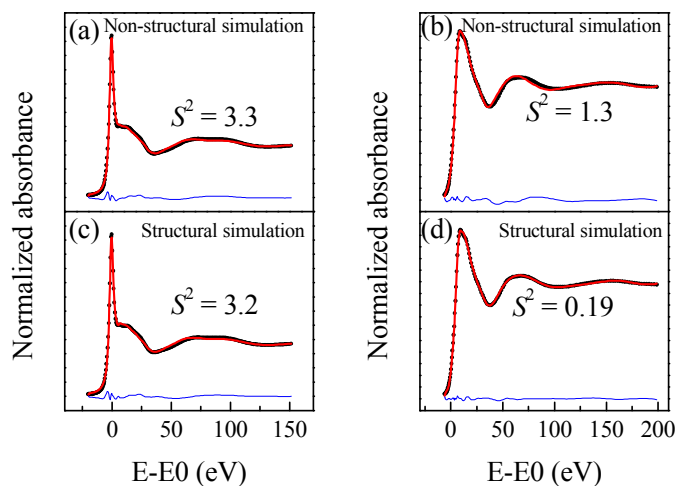 (a) Non-structural simulation
S² = 3.3
(b) Non-structural simulation
S² = 1.3
Normalized absorbance
Normalized absorbance
(c) Structural simulation
S² = 3.2
(d) Structural simulation
S² = 0.19
0 50 100 150
0 50 100 150 200
E-E0 (eV)
E-E0 (eV)